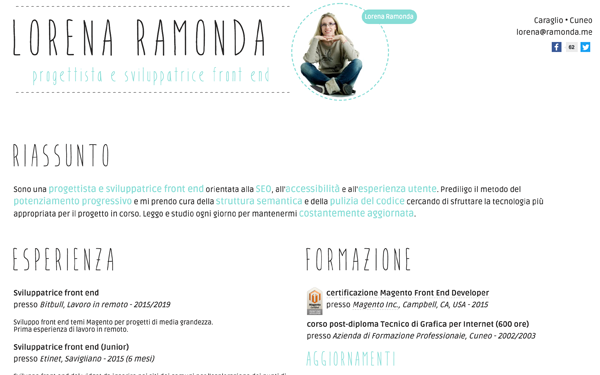 LORENA RAMONDA
progettista e sviluppatrice front end
Lorena Ramonda
Caraglio • Cuneo
lorena@ramonda.me
62
RIASSUNTO
Sono una progettista e sviluppatrice front end orientata alla SEO, all'accessibilità e all'esperienza utente. Prediligo il metodo del
potenziamento progressivo e mi prendo cura della struttura semantica e della pulizia del codice cercando di sfruttare la tecnologia più
appropriata per il progetto in corso. Leggo e studio ogni giorno per mantenermi costantemente aggiornata.
ESPERIENZA
Sviluppatrice front end
presso Bitbull, Lavoro in remoto - 2015/2019
Sviluppo front end temi Magento per progetti di media grandezza.
Prima esperienza di lavoro in remoto.
Sviluppatrice front end (Junior)
presso Etinet, Savigliano - 2015 (6 mesi)
FORMAZIONE
certificazione Magento Front End Developer
presso Magento Inc., Campbell, CA, USA - 2015
corso post-diploma Tecnico di Grafica per Internet (600 ore)
presso Azienda di Formazione Professionale, Cuneo - 2002/2003
AGGIORNAMENTI